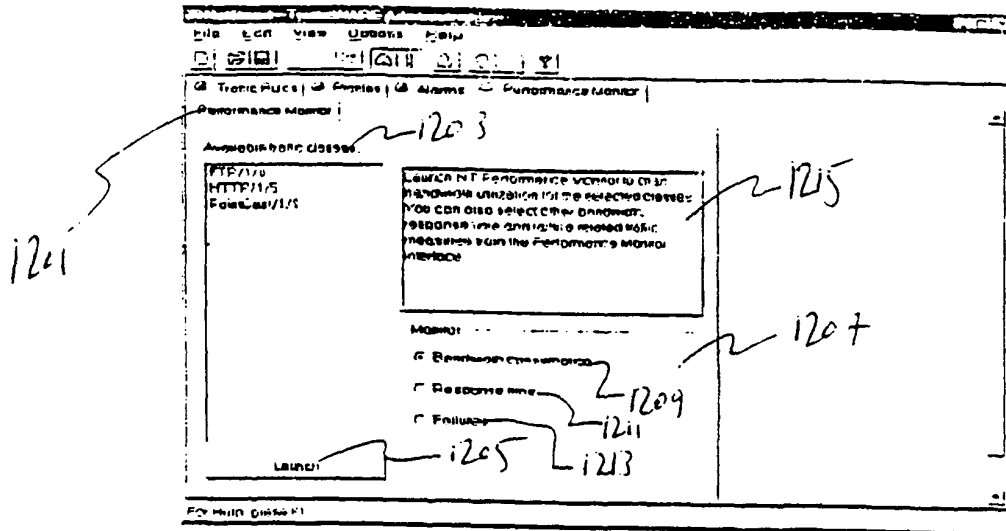 File Edit View Options Help
Traffic Rules Profiles Alarms Performance Monitor
Performance Monitor
1203
Available traffic classes
FTP/1/0
HTTP/1/5
Launch NT Performance Monitor to chart
bandwidth utilization for the selected classes
You can also select other bandwidth,
response time and failure related traffic
measures from the Performance Monitor
interface
1215
1201
Monitor
1207
Bandwidth consumption
1209
Response time
1211
Failures
1213
Launch
1205
For Help, press F1